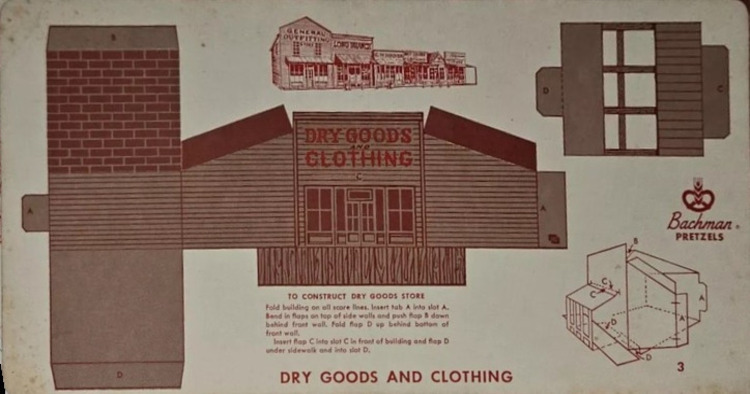 B
GENERAL
OUTFITTING
LONG BRANCH
D
C
DRY GOODS
AND
CLOTHING
C
A
A
Bachman
PRETZELS
B
C
C
A
A
D
D
3
TO CONSTRUCT DRY GOODS STORE
Fold building on all score lines. Insert tab A into slot A.
Bend in flaps on top of side walls and push flap B down
behind front wall. Fold flap D up behind bottom of
front wall.
Insert flap C into slot C in front of building and flap D
under sidewalk and into slot D.
D
DRY GOODS AND CLOTHING